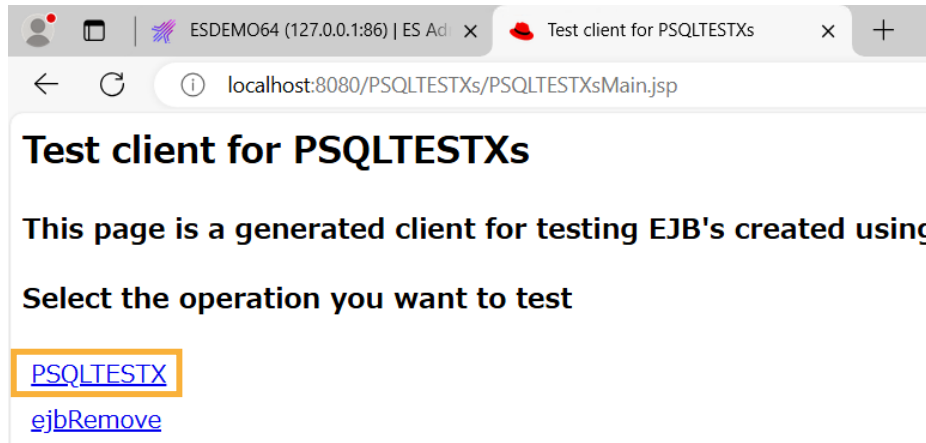 ESDEMO64 (127.0.0.1:86) | ES Ad
Test client for PSQLTESTXs
localhost:8080/PSQLTESTXs/PSQLTESTXsMain.jsp
Test client for PSQLTESTXs
This page is a generated client for testing EJB's created using
Select the operation you want to test
PSQLTESTX
ejbRemove